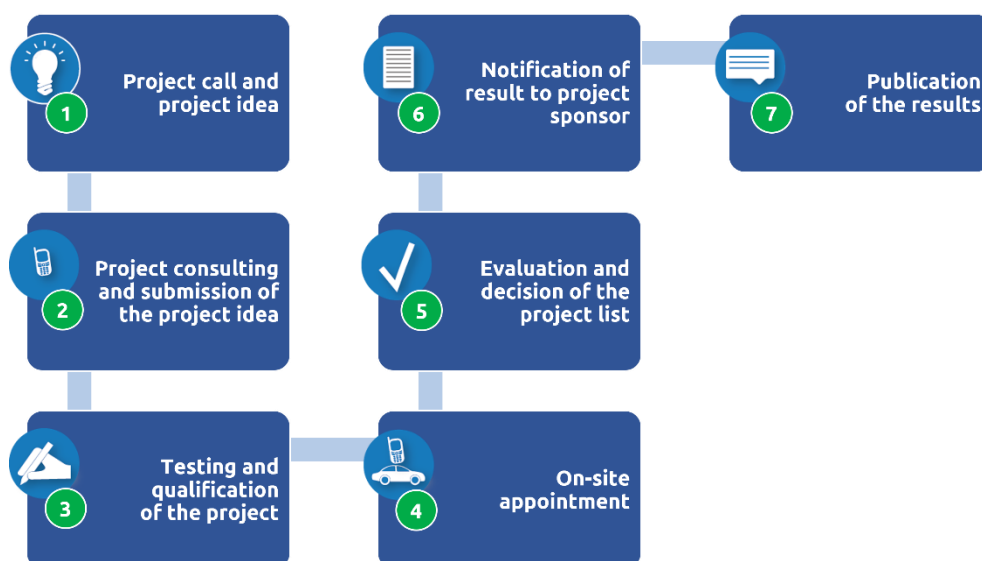 Project call and
project idea
1
Project consulting
and submission of
the project idea
2
Testing and
qualification
of the project
3
On-site
appointment
4
Evaluation and
decision of the
project list
5
Notification of
result to project
sponsor
6
Publication
of the results
7